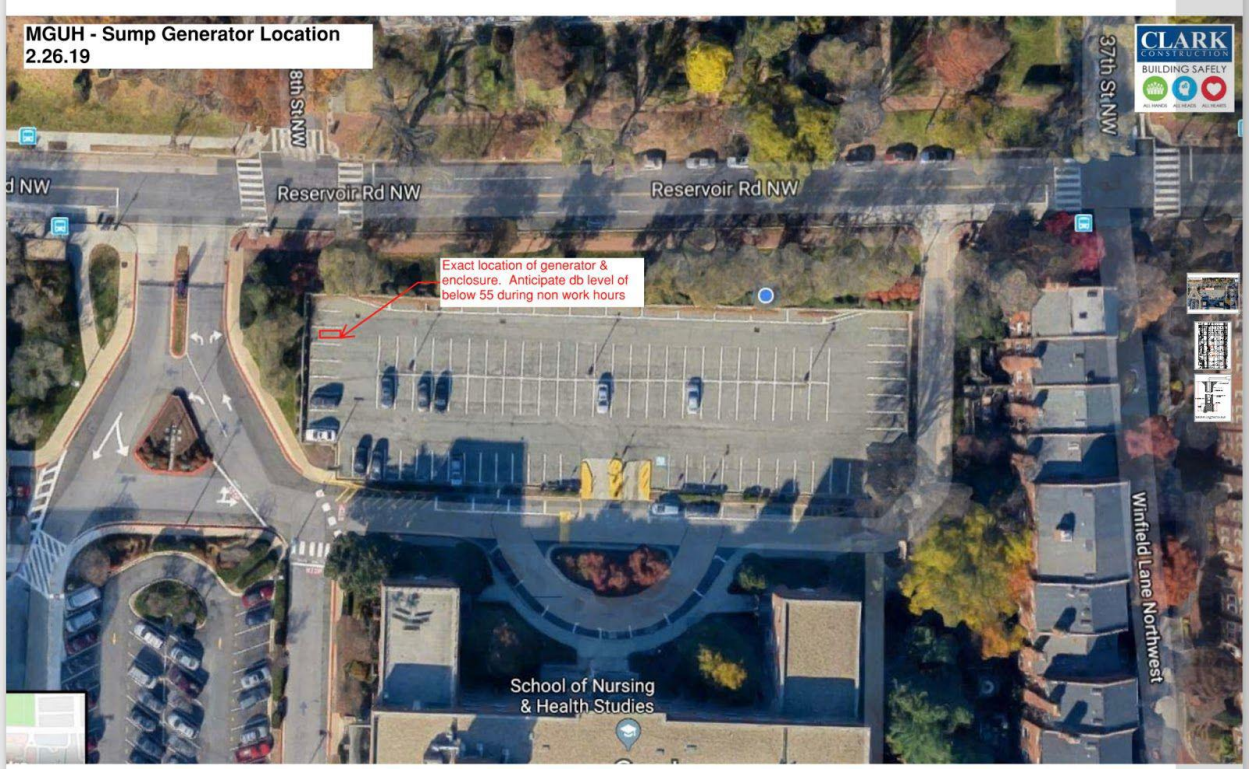 MGUH - Sump Generator Location
2.26.19
CLARK
CONSTRUCTION
BUILDING SAFELY
ALL HANDS ALL HEADS ALL HEARTS
8th St NW
37th St NW
d NW
Reservoir Rd NW
Reservoir Rd NW
Exact location of generator &
enclosure. Anticipate db level of
below 55 during non work hours
Winfield Lane Northwest
School of Nursing
& Health Studies